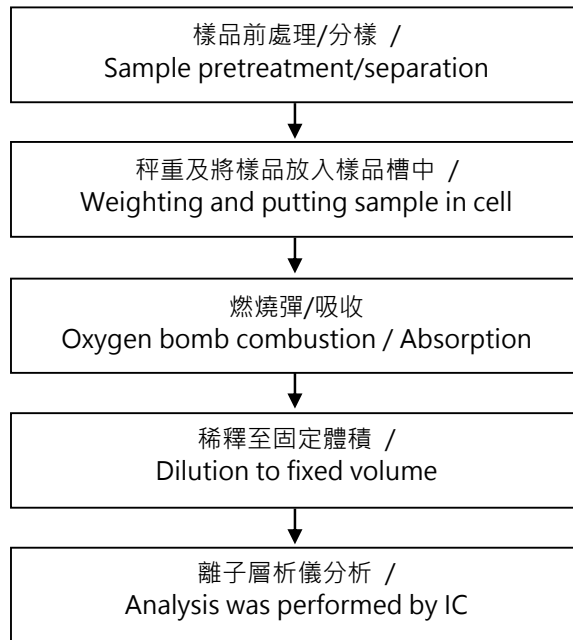 樣品前處理/分樣 /
Sample pretreatment/separation
秤重及將樣品放入樣品槽中 /
Weighting and putting sample in cell
燃燒彈/吸收
Oxygen bomb combustion / Absorption
稀釋至固定體積 /
Dilution to fixed volume
離子層析儀分析 /
Analysis was performed by IC